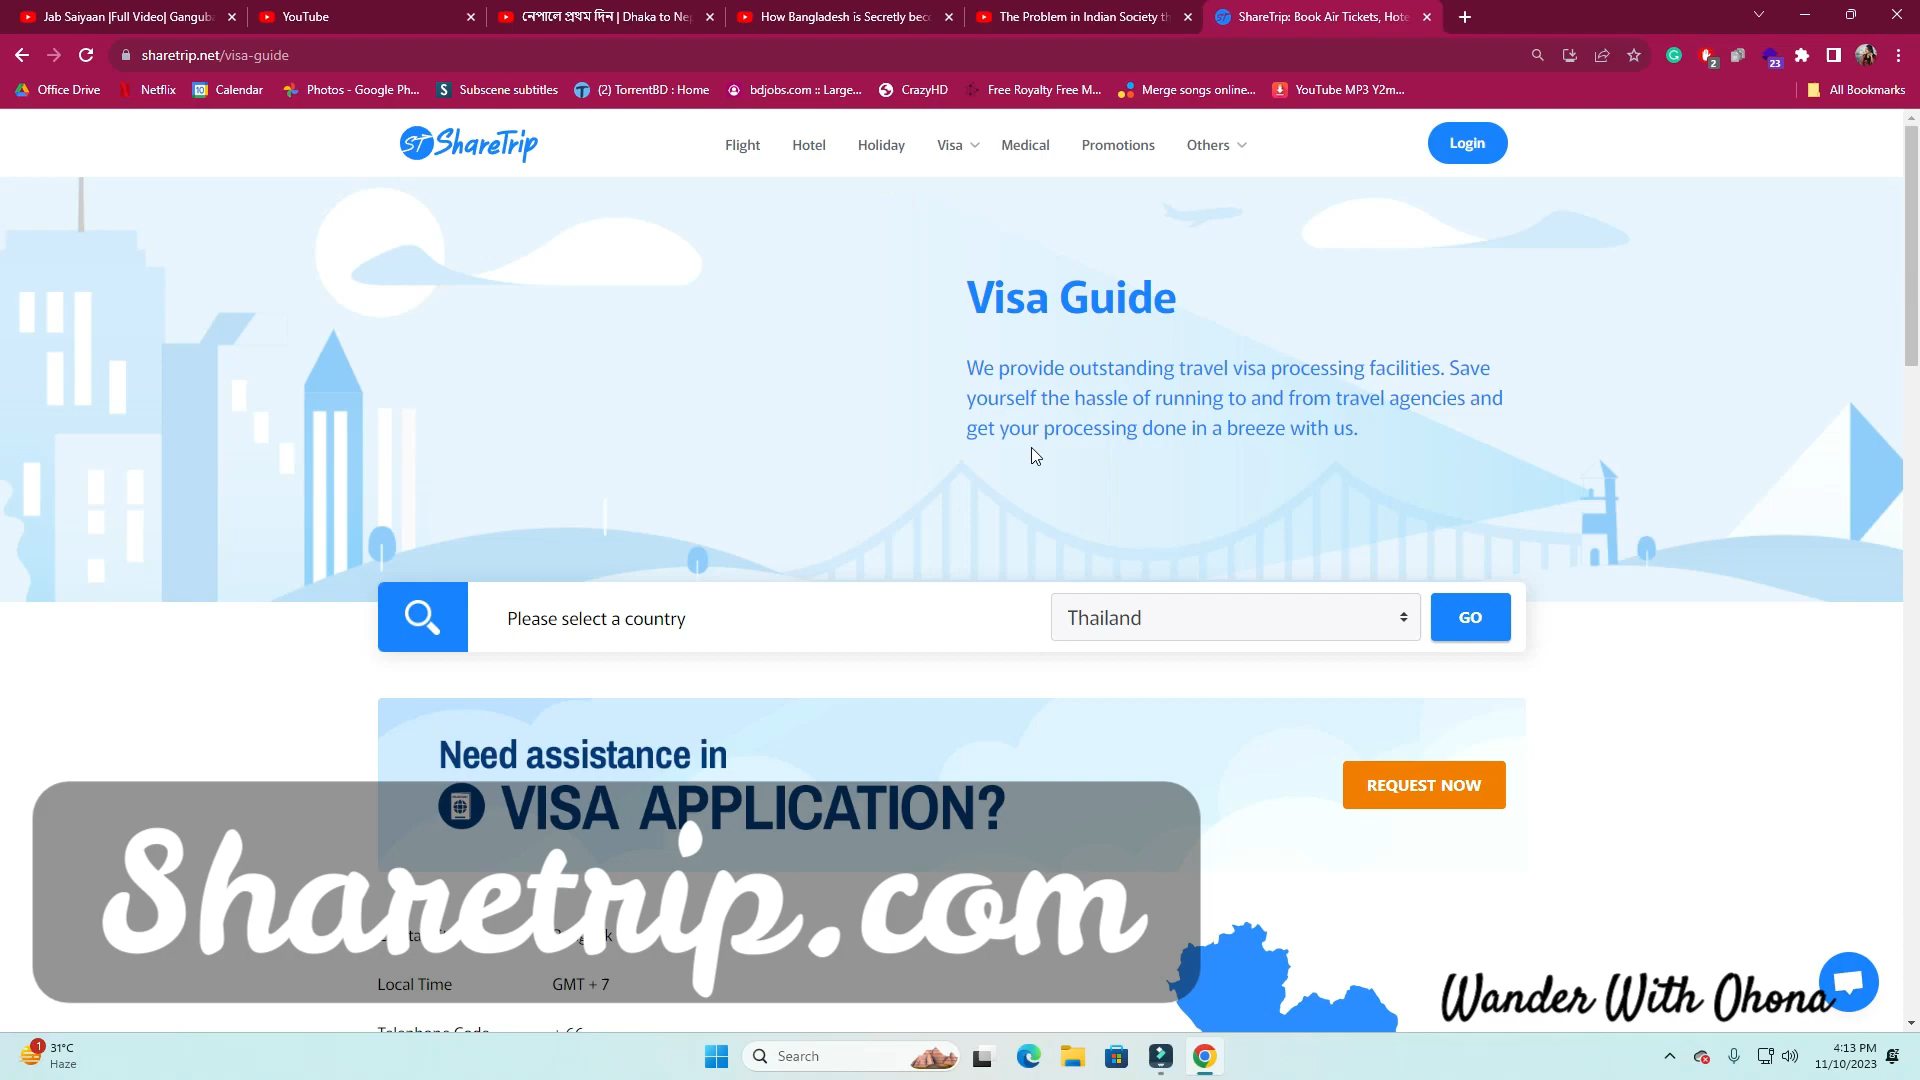 Jab Saiyaan |Full Video| Ganguba
YouTube
নেপালে প্রথম দিন | Dhaka to Nep
How Bangladesh is Secretly bec
The Problem in Indian Society th
ShareTrip: Book Air Tickets, Hote
sharetrip.net/visa-guide
2
23
Office Drive
Netflix
Calendar
Photos - Google Ph...
Subscene subtitles
(2) TorrentBD : Home
bdjobs.com :: Large...
CrazyHD
Free Royalty Free M...
Merge songs online...
YouTube MP3 Y2m...
All Bookmarks
ST ShareTrip
Flight
Hotel
Holiday
Visa
Medical
Promotions
Others
Login
Visa Guide
We provide outstanding travel visa processing facilities. Save
yourself the hassle of running to and from travel agencies and
get your processing done in a breeze with us.
Please select a country
Thailand
GO
Need assistance in
VISA APPLICATION?
REQUEST NOW
Sharetrip.com
Local Time
GMT + 7
Wander With Ohona
1
31°C
Haze
Search
4:13 PM
11/10/2023